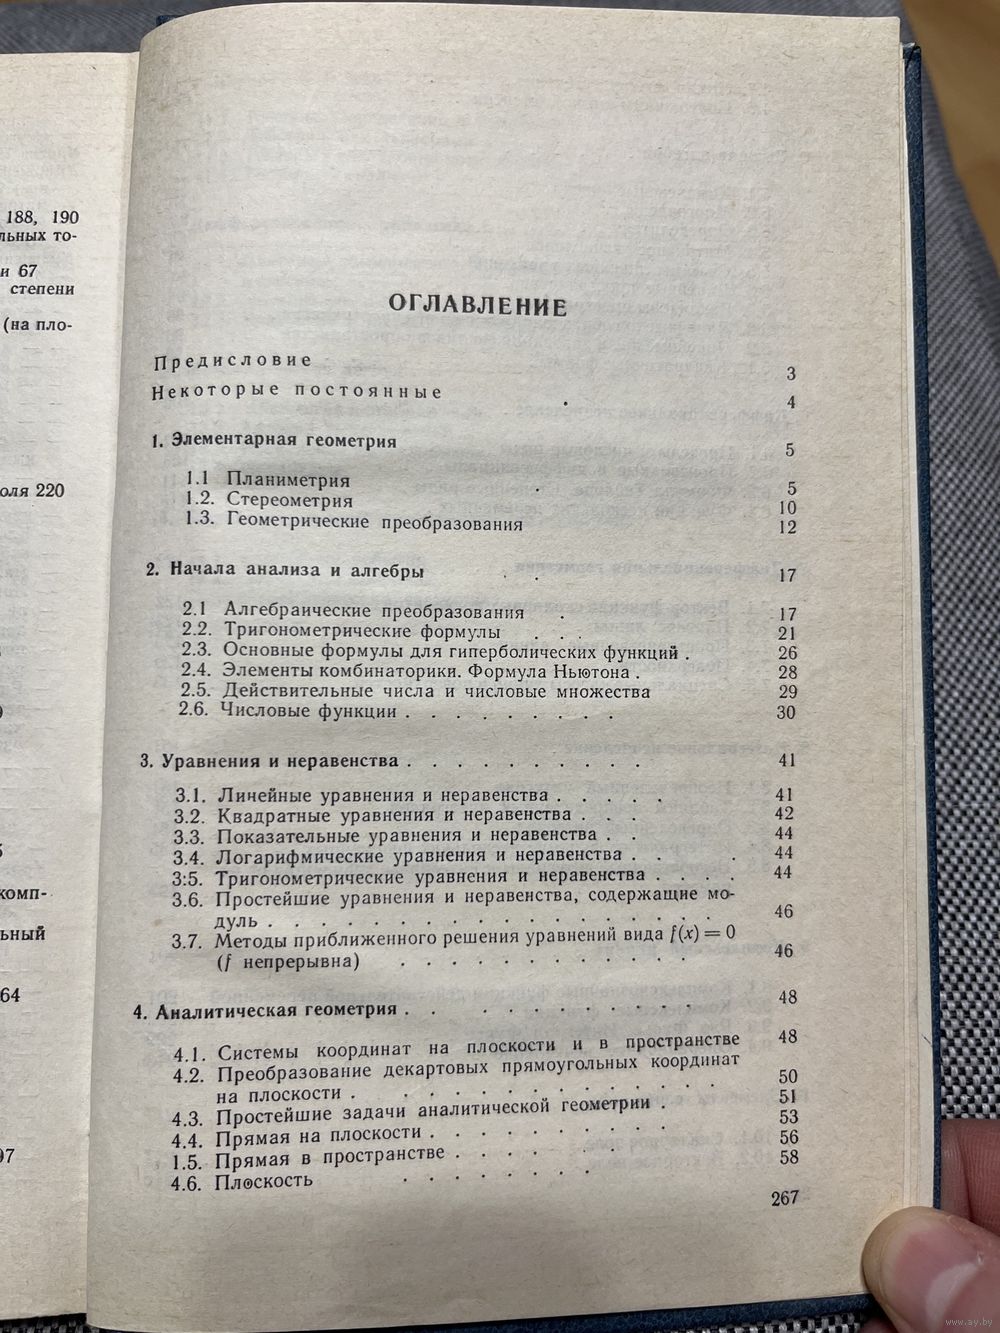 188, 190
льных то-
и 67
степени
(на пло-
оля 220
комп-
ьный
64
97
ОГЛАВЛЕНИЕ
Предисловие 3
Некоторые постоянные . 4
1. Элементарная геометрия 5
1.1 Планиметрия . 5
1.2. Стереометрия 10
1.3. Геометрические преобразования 12
2. Начала анализа и алгебры . . 17
2.1 Алгебраические преобразования . 17
2.2. Тригонометрические формулы . . . 21
2.3. Основные формулы для гиперболических функций . 26
2.4. Элементы комбинаторики. Формула Ньютона . 28
2.5. Действительные числа и числовые множества 29
2.6. Числовые функции . . . . . . . . . 30
3. Уравнения и неравенства . . . . . . . . . . 41
3.1. Линейные уравнения и неравенства . . . . . 41
3.2. Квадратные уравнения и неравенства . . . 42
3.3. Показательные уравнения и неравенства . . 44
3.4. Логарифмические уравнения и неравенства . . . 44
3:5. Тригонометрические уравнения и неравенства . . . . 44
3.6. Простейшие уравнения и неравенства, содержащие мо-
дуль . . . . . . . . . . . . . . . . 46
3.7. Методы приближенного решения уравнений вида f(x) = 0
(f непрерывна) . . . . . . . . . . . 46
4. Аналитическая геометрия . . . . . . . . . . . 48
4.1. Системы координат на плоскости и в пространстве 48
4.2. Преобразование декартовых прямоугольных координат
на плоскости . . . . . . . . . . . . . . 50
4.3. Простейшие задачи аналитической геометрии . 51
4.4. Прямая на плоскости . . . . . . . . . . 53
1.5. Прямая в пространстве . . . . . . 56
4.6. Плоскость . . . . . . . . 58
267
www.ay.by